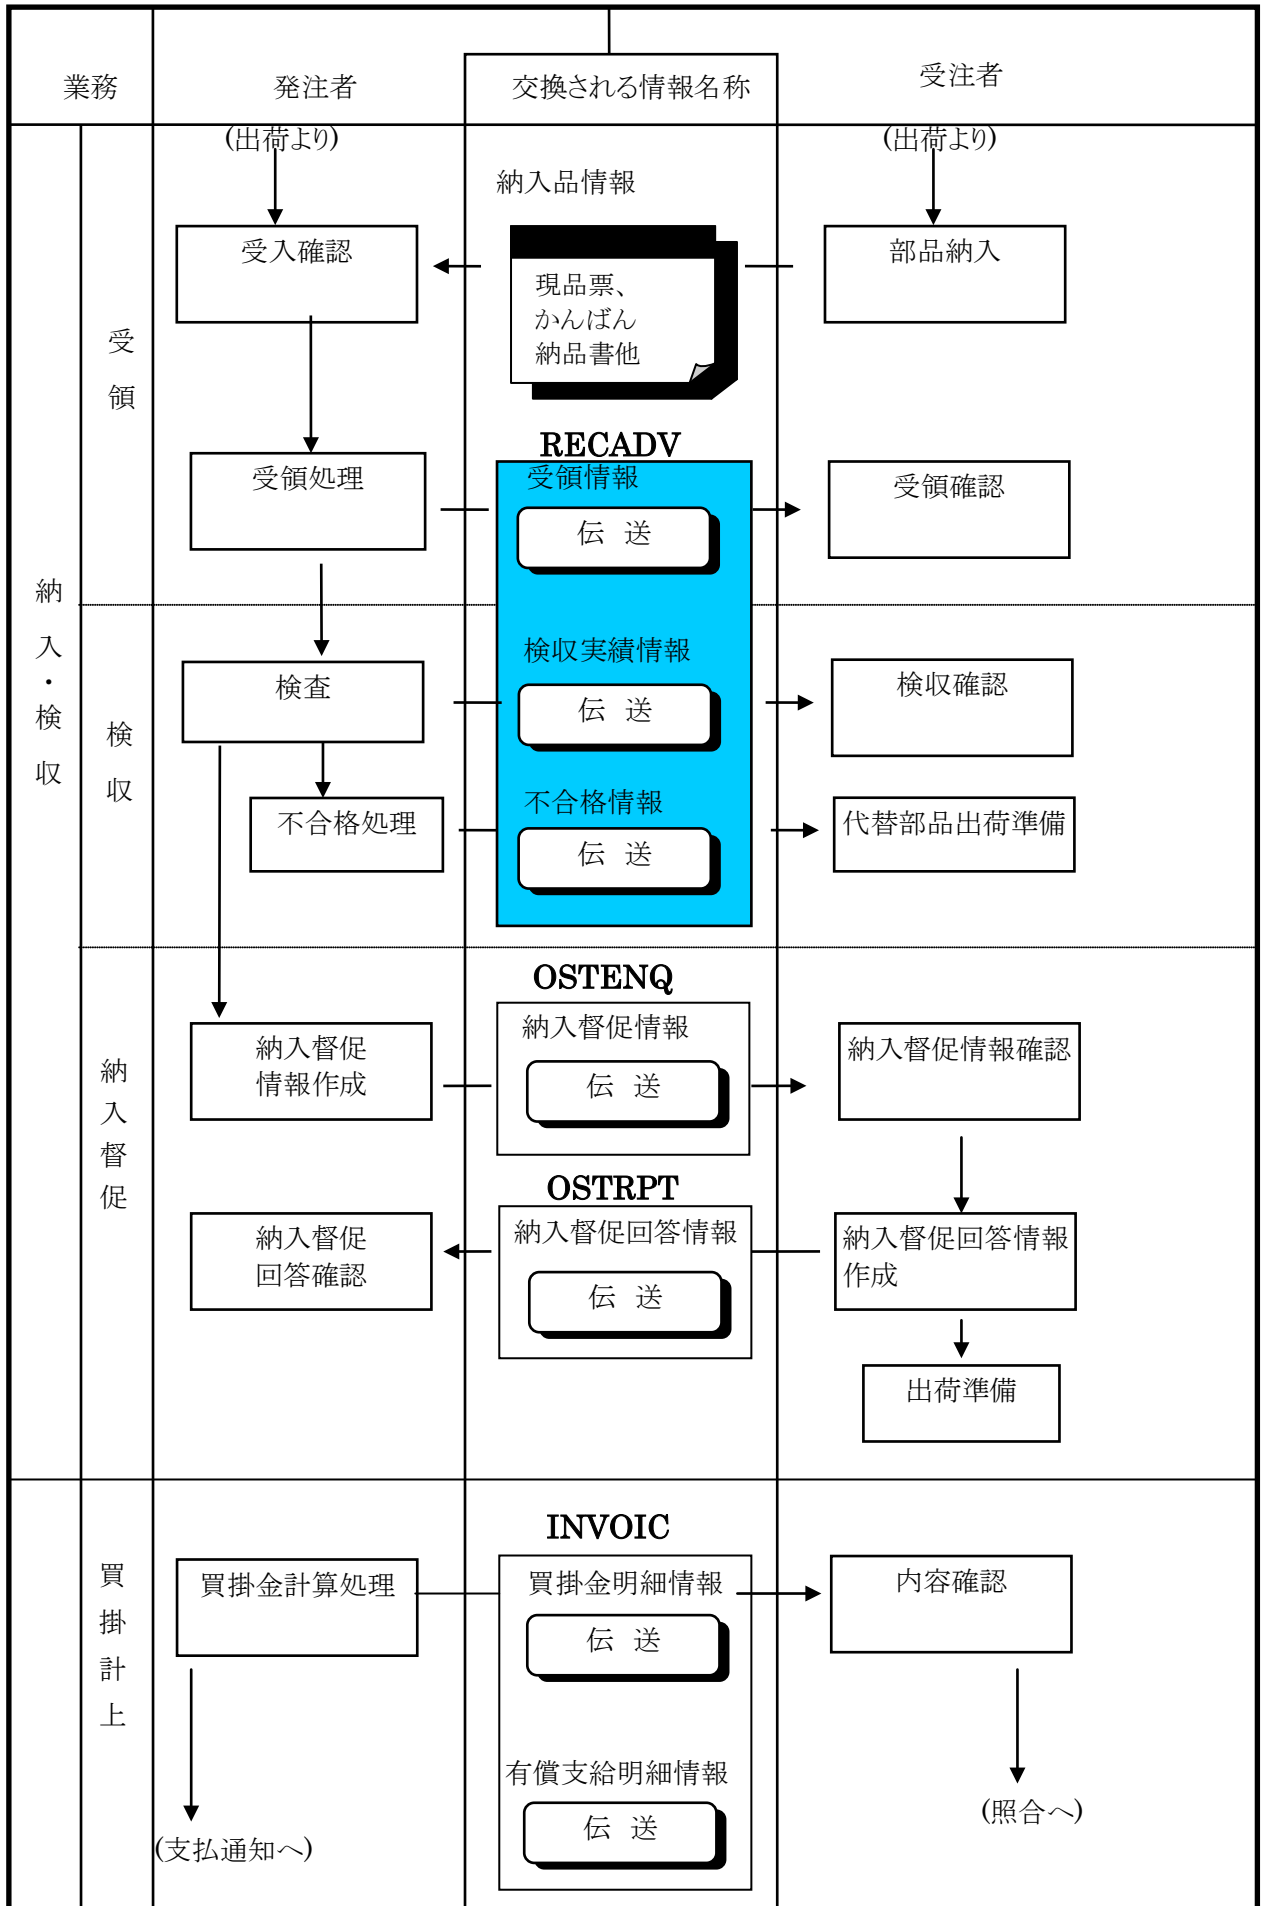 業務
発注者
交換される情報名称
受注者
(出荷より)
(出荷より)
納入品情報
受入確認
部品納入
現品票、
かんばん
納品書他
受領
RECADV
受領処理
受領情報
伝 送
受領確認
納入・検収
検収
検査
検収実績情報
伝 送
検収確認
不合格処理
不合格情報
伝 送
代替部品出荷準備
納入督促
OSTENQ
納入督促
情報作成
納入督促情報
伝 送
納入督促情報確認
OSTRPT
納入督促
回答確認
納入督促回答情報
伝 送
納入督促回答情報
作成
出荷準備
買掛計上
INVOIC
買掛金計算処理
買掛金明細情報
伝 送
内容確認
有償支給明細情報
伝 送
(支払通知へ)
(照合へ)